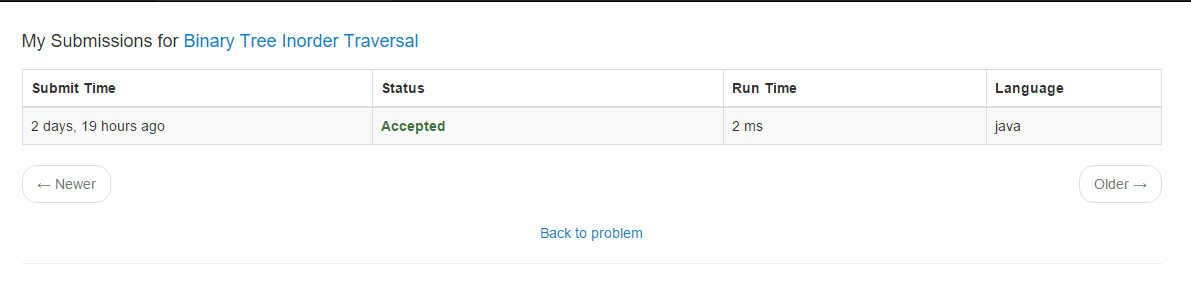 My Submissions for Binary Tree Inorder Traversal
Submit Time Status Run Time Language
2 days, 19 hours ago Accepted 2 ms java
← Newer Older →
Back to problem